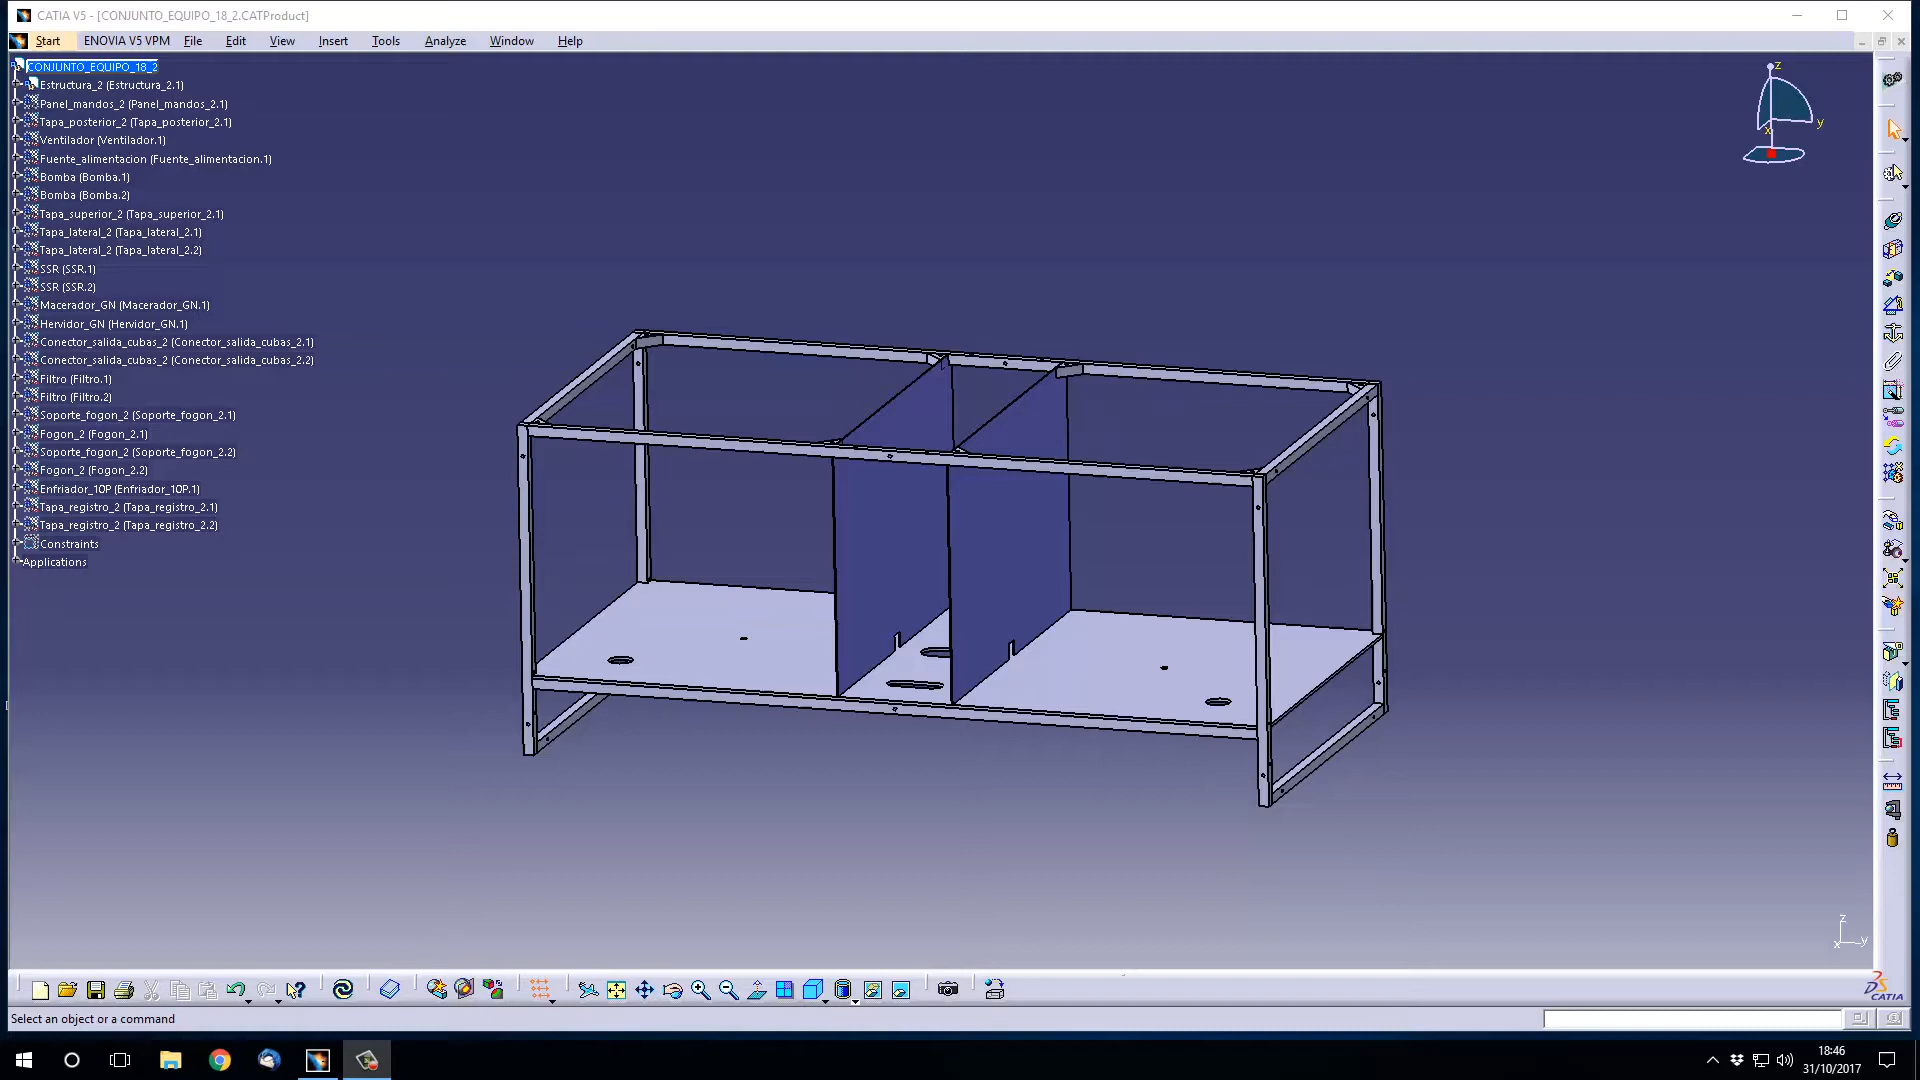 CATIA V5 - [CONJUNTO_EQUIPO_18_2.CATProduct]
Start ENOVIA V5 VPM File Edit View Insert Tools Analyze Window Help
CONJUNTO_EQUIPO_18_2
Estructura_2 (Estructura_2.1)
Panel_mandos_2 (Panel_mandos_2.1)
Tapa_posterior_2 (Tapa_posterior_2.1)
Ventilador (Ventilador.1)
Fuente_alimentacion (Fuente_alimentacion.1)
Bomba (Bomba.1)
Bomba (Bomba.2)
Tapa_superior_2 (Tapa_superior_2.1)
Tapa_lateral_2 (Tapa_lateral_2.1)
Tapa_lateral_2 (Tapa_lateral_2.2)
SSR (SSR.1)
SSR (SSR.2)
Macerador_GN (Macerador_GN.1)
Hervidor_GN (Hervidor_GN.1)
Conector_salida_cubas_2 (Conector_salida_cubas_2.1)
Conector_salida_cubas_2 (Conector_salida_cubas_2.2)
Filtro (Filtro.1)
Filtro (Filtro.2)
Soporte_fogon_2 (Soporte_fogon_2.1)
Fogon_2 (Fogon_2.1)
Soporte_fogon_2 (Soporte_fogon_2.2)
Fogon_2 (Fogon_2.2)
Enfriador_10P (Enfriador_10P.1)
Tapa_registro_2 (Tapa_registro_2.1)
Tapa_registro_2 (Tapa_registro_2.2)
Constraints
Applications
z
y
x
z
x y
CATIA
Select an object or a command
18:46
31/10/2017